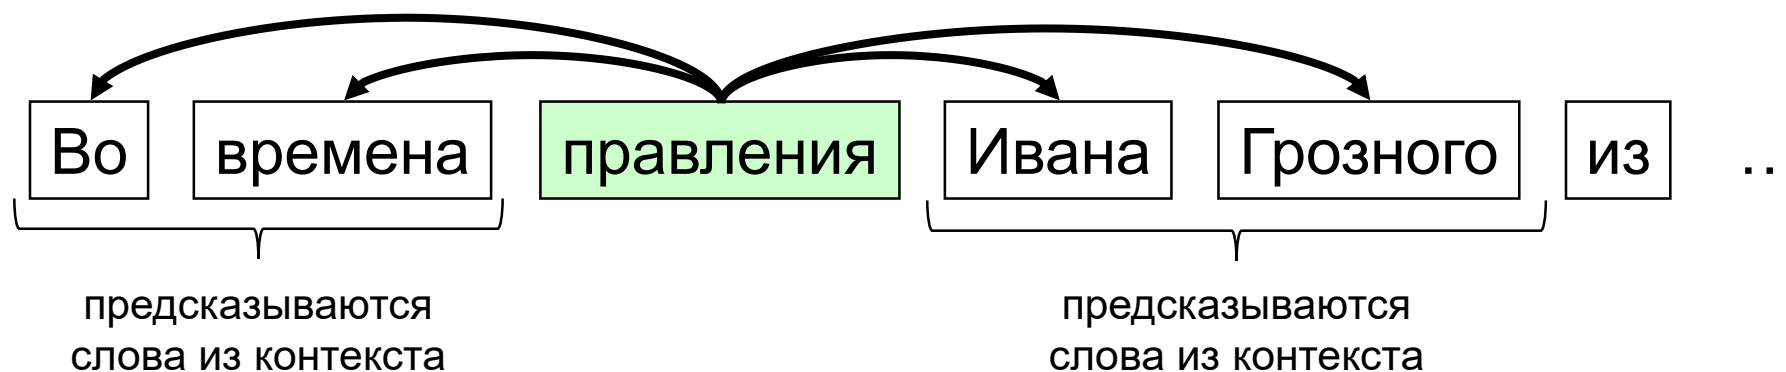 Во времена правления Ивана Грозного из ..
предсказываются
слова из контекста
предсказываются
слова из контекста